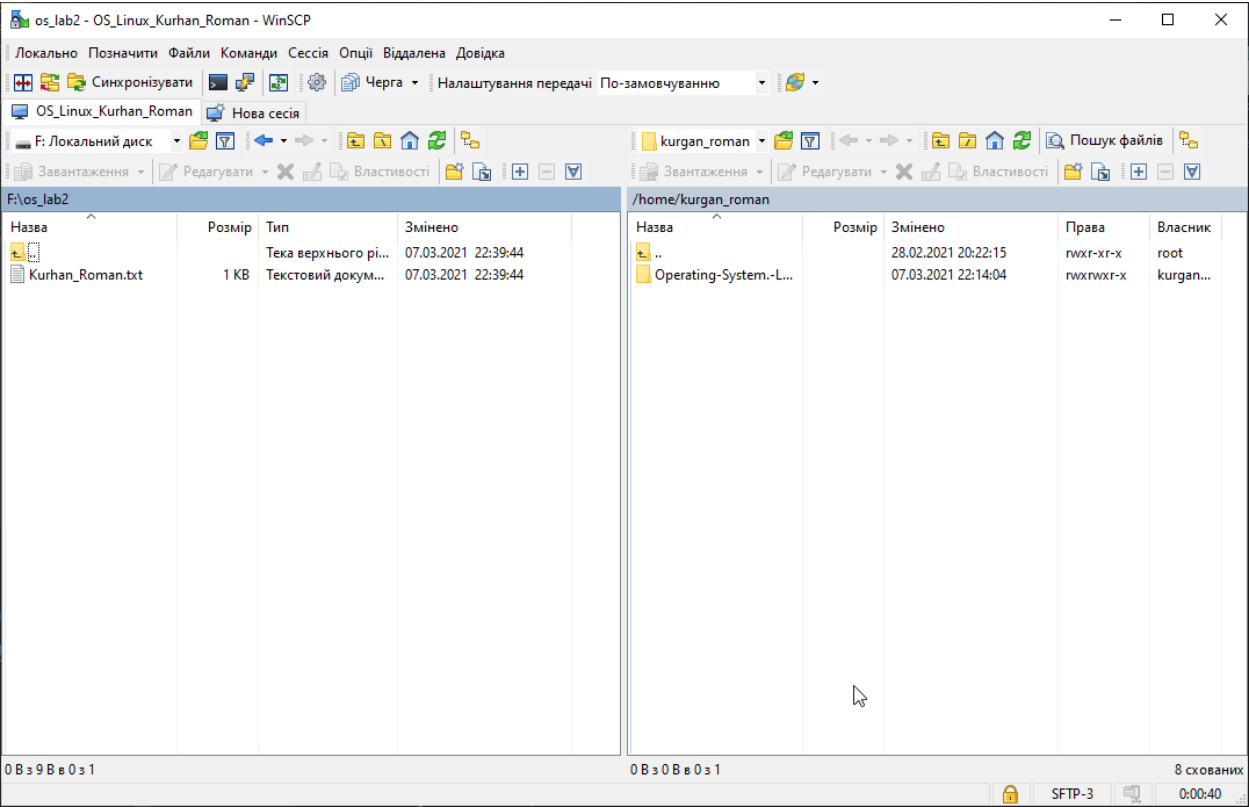 os_lab2 - OS_Linux_Kurhan_Roman - WinSCP
Локально Позначити Файли Команди Сессія Опції Віддалена Довідка
Синхронізувати Черга Налаштування передачі По-замовчуванню
OS_Linux_Kurhan_Roman Нова сесія
F: Локальний диск kurgan_roman Пошук файлів
Завантаження Редагувати Властивості Звантаження Редагувати Властивості
F:\os_lab2 /home/kurgan_roman
Назва Розмір Тип Змінено Назва Розмір Змінено Права Власник
.. Тека верхнього рі... 07.03.2021 22:39:44 .. 28.02.2021 20:22:15 rwxr-xr-x root
Kurhan_Roman.txt 1 KB Текстовий докум... 07.03.2021 22:39:44 Operating-System.-L... 07.03.2021 22:14:04 rwxrwxr-x kurgan...
0 B з 9 B в 0 з 1 0 B з 0 B в 0 з 1 8 схованих
SFTP-3 0:00:40